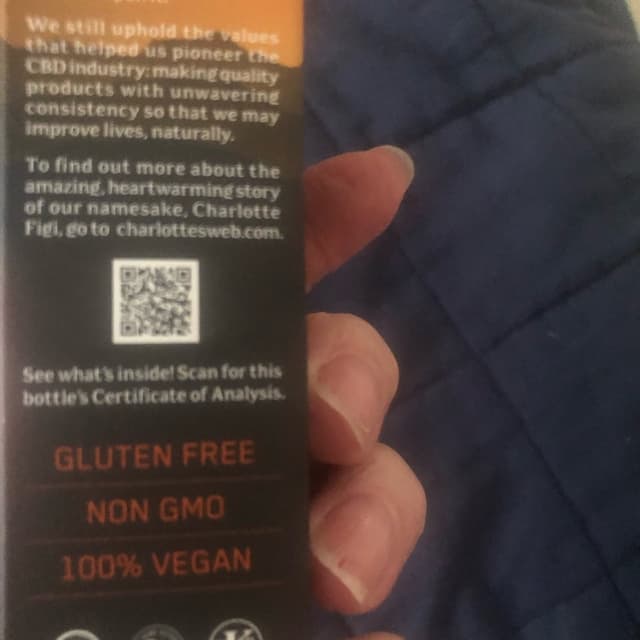 We still uphold the values
that helped us pioneer the
CBD industry: making quality
products with unwavering
consistency so that we may
improve lives, naturally.
To find out more about the
amazing, heartwarming story
of our namesake, Charlotte
Figi, go to charlottesweb.com.
See what's inside! Scan for this
bottle's Certificate of Analysis.
GLUTEN FREE
NON GMO
100% VEGAN